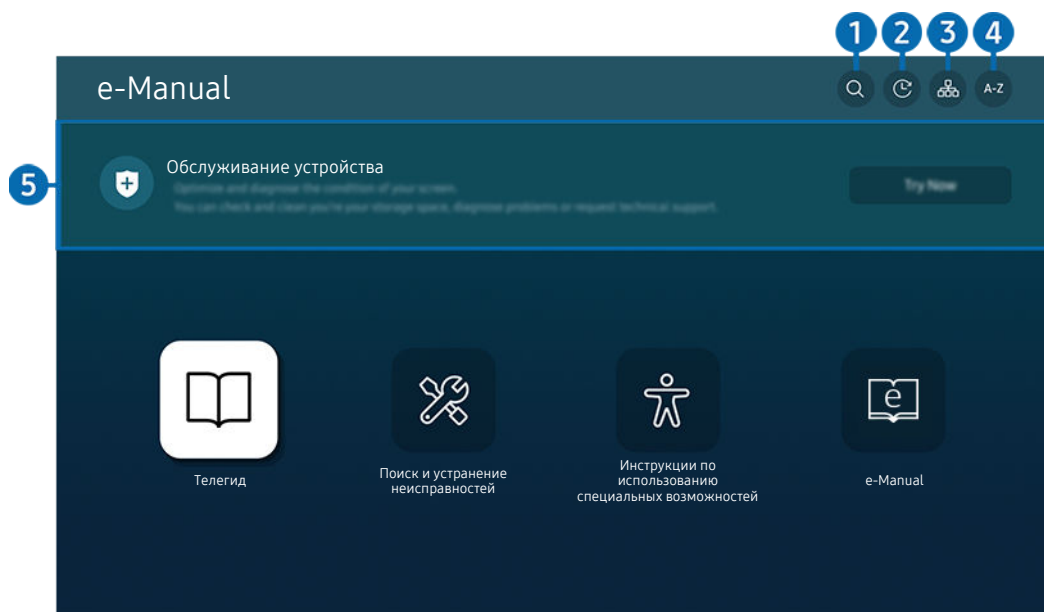 1 2 3 4
e-Manual
A-Z
5
Обслуживание устройства
Optimize and diagnose the condition of your screen.
You can check and clean you're your storage space, diagnose problems or request technical support.
Try Now
Телегид
Поиск и устранение
неисправностей
Инструкции по
использованию
специальных возможностей
e-Manual